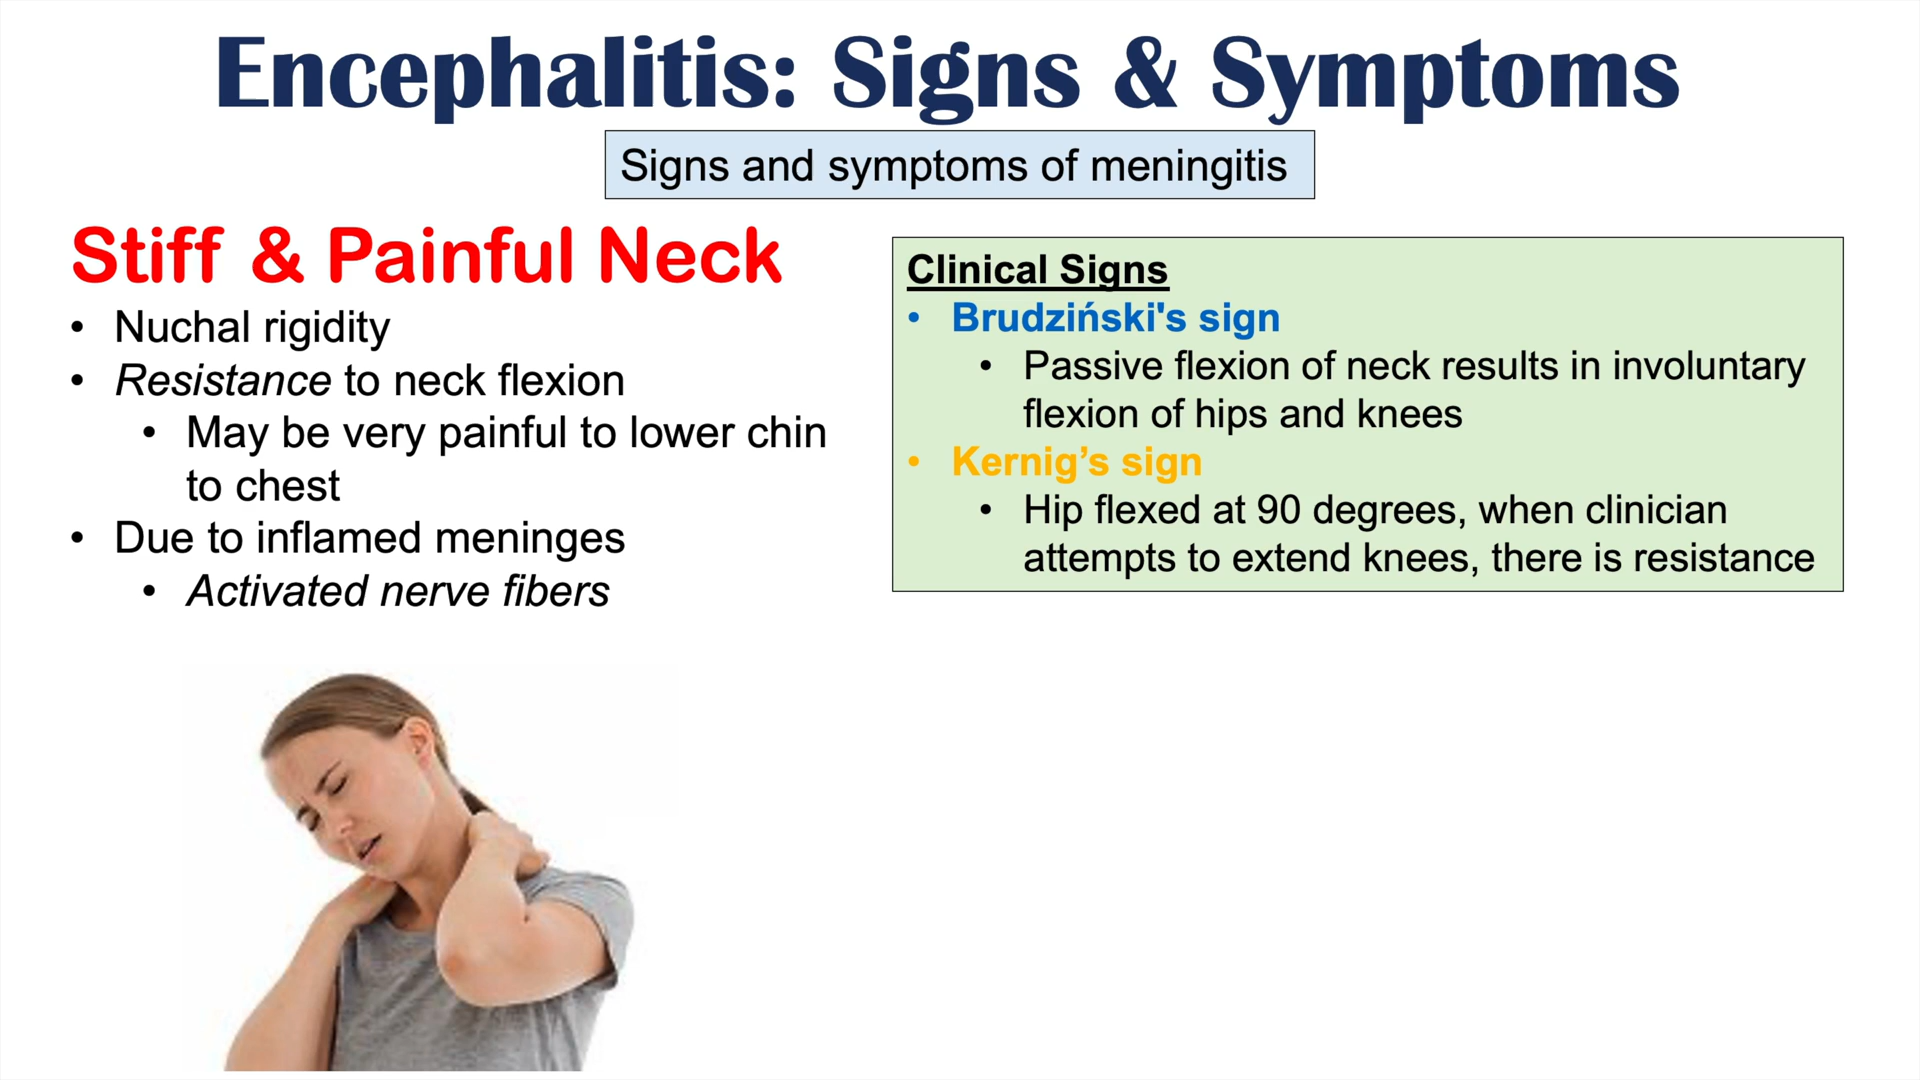 Encephalitis: Signs & Symptoms
Signs and symptoms of meningitis
Stiff & Painful Neck
• Nuchal rigidity
• Resistance to neck flexion
• May be very painful to lower chin
to chest
• Due to inflamed meninges
• Activated nerve fibers
Clinical Signs
• Brudziński's sign
• Passive flexion of neck results in involuntary
flexion of hips and knees
• Kernig’s sign
• Hip flexed at 90 degrees, when clinician
attempts to extend knees, there is resistance